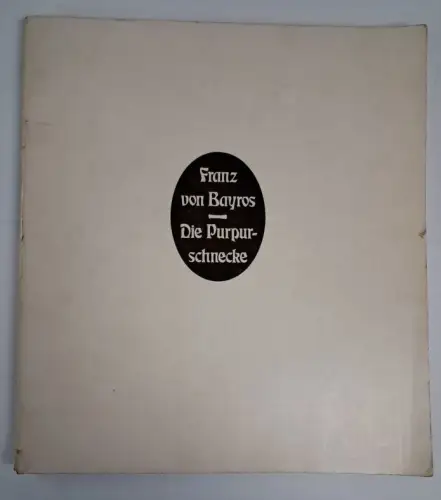 Franz
von Bayros
Die Purpur-
schnecke